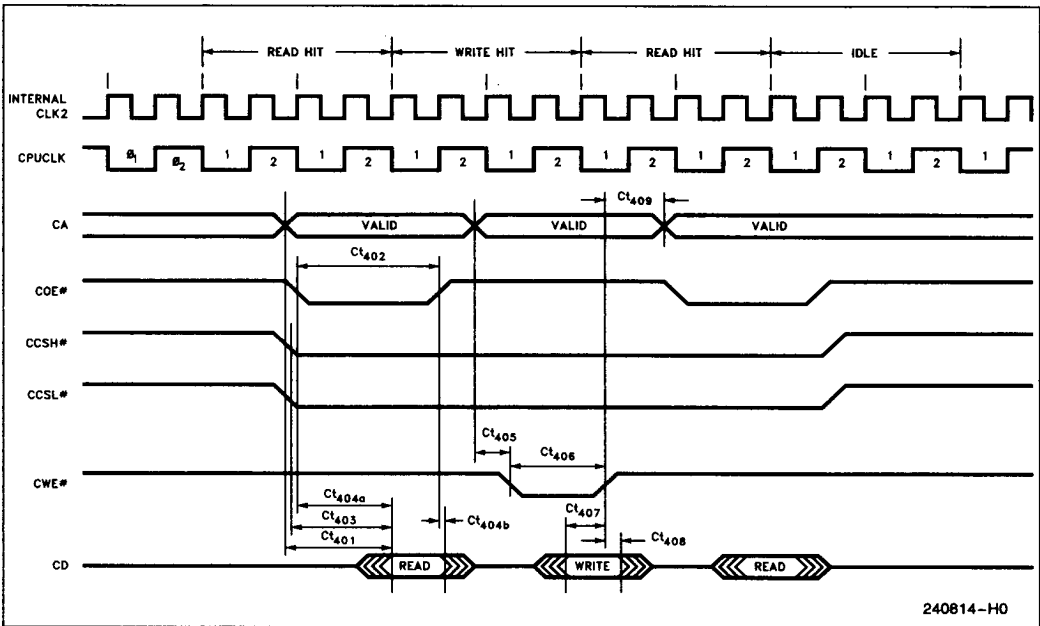 READ HIT WRITE HIT READ HIT IDLE
INTERNAL
CLK2
CPUCLK Ø1 Ø2 1 2 1 2 1 2 1 2 1 2 1 2 1 2 1 2 1
Ct409
CA VALID VALID VALID
Ct402
COE#
CCSH#
CCSL#
Ct405 Ct406
CWE#
Ct404a Ct407
Ct403 Ct404b
Ct401 Ct408
CD READ WRITE READ
240814-H0